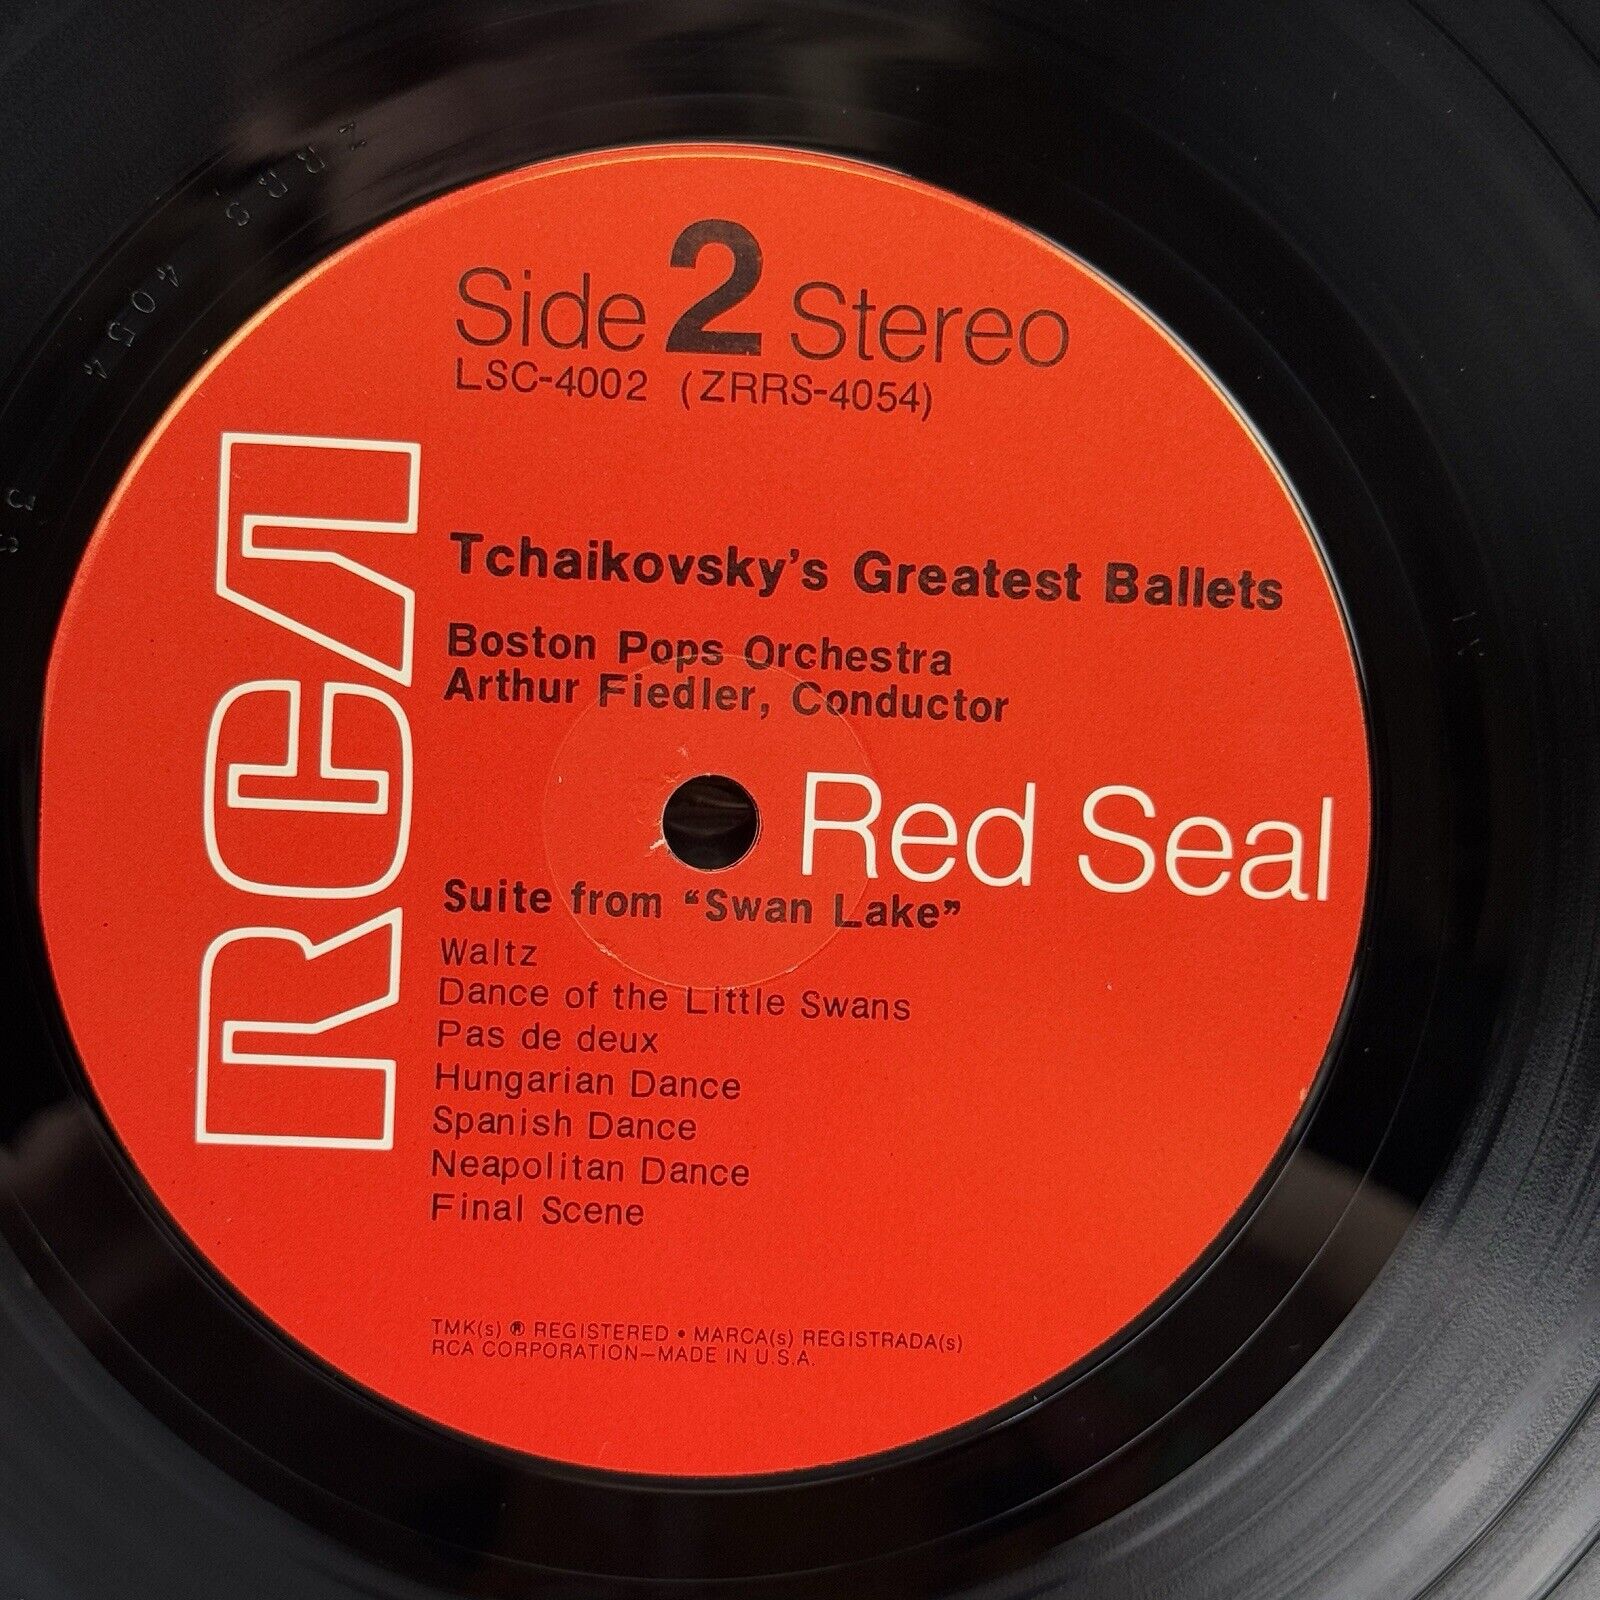 Side 2 Stereo
LSC-4002 (ZRRS-4054)
RCA
Tchaikovsky's Greatest Ballets
Boston Pops Orchestra
Arthur Fiedler, Conductor
Red Seal
Suite from “Swan Lake”
Waltz
Dance of the Little Swans
Pas de deux
Hungarian Dance
Spanish Dance
Neapolitan Dance
Final Scene
TMK(s) ® REGISTERED • MARCA(s) REGISTRADA(s)
RCA CORPORATION—MADE IN U.S.A.
ZRRS 4054